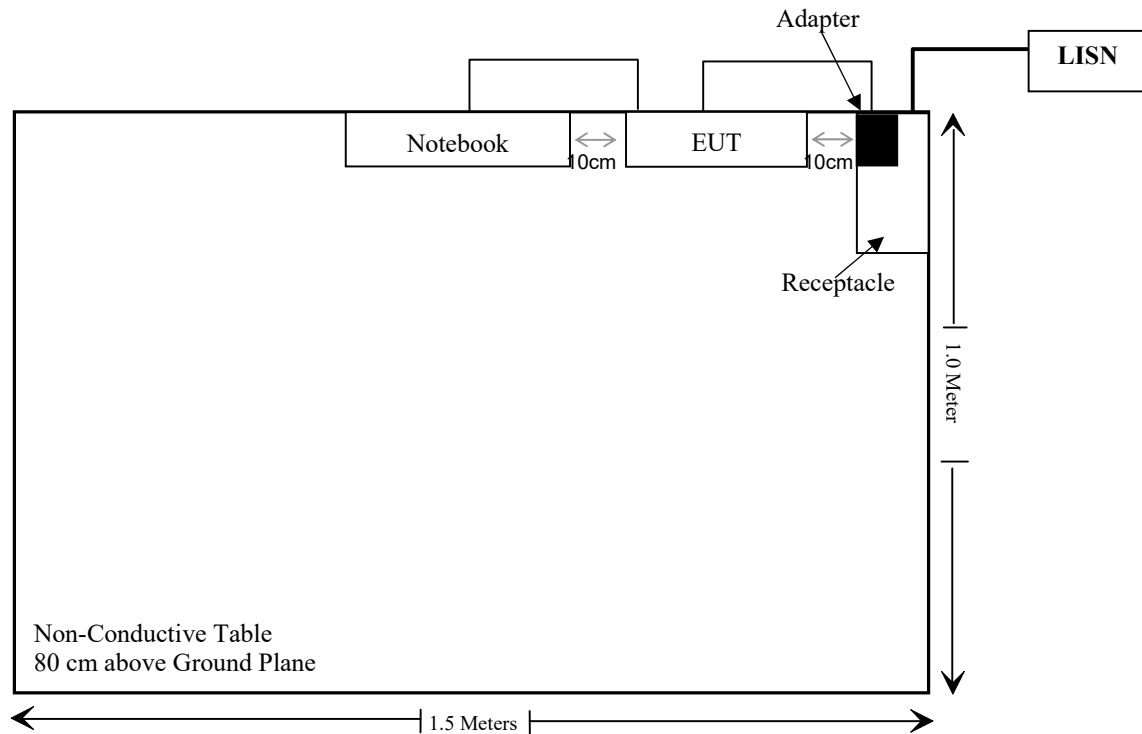 Adapter
LISN
Notebook
10cm
EUT
10cm
Receptacle
1.0 Meter
Non-Conductive Table
80 cm above Ground Plane
1.5 Meters